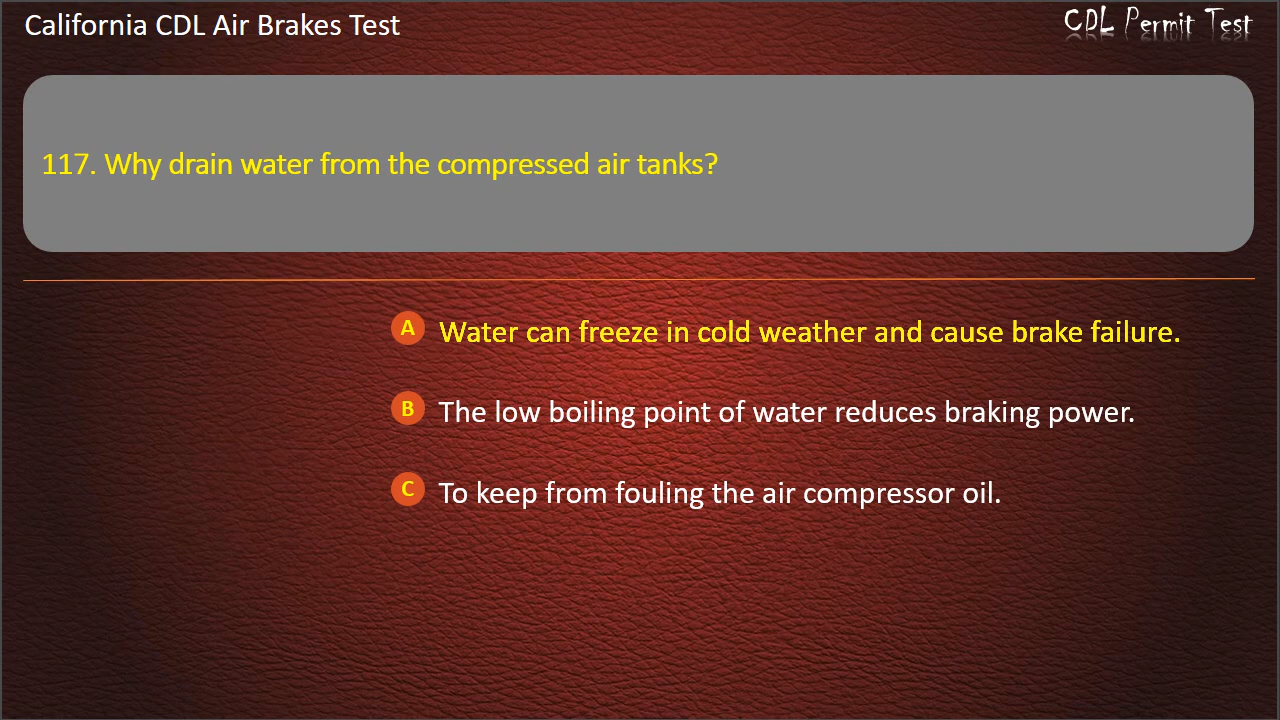 California CDL Air Brakes Test
CDL Permit Test
117. Why drain water from the compressed air tanks?
A Water can freeze in cold weather and cause brake failure.
B The low boiling point of water reduces braking power.
C To keep from fouling the air compressor oil.